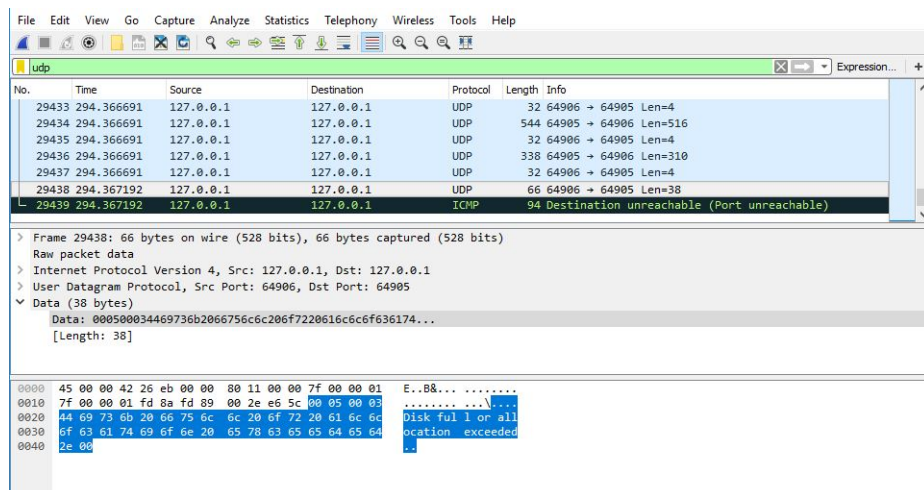 File Edit View Go Capture Analyze Statistics Telephony Wireless Tools Help
udp Expression... +
No. Time Source Destination Protocol Length Info
29433 294.366691 127.0.0.1 127.0.0.1 UDP 32 64906 → 64905 Len=4
29434 294.366691 127.0.0.1 127.0.0.1 UDP 544 64905 → 64906 Len=516
29435 294.366691 127.0.0.1 127.0.0.1 UDP 32 64906 → 64905 Len=4
29436 294.366691 127.0.0.1 127.0.0.1 UDP 338 64905 → 64906 Len=310
29437 294.366691 127.0.0.1 127.0.0.1 UDP 32 64906 → 64905 Len=4
29438 294.367192 127.0.0.1 127.0.0.1 UDP 66 64906 → 64905 Len=38
29439 294.367192 127.0.0.1 127.0.0.1 ICMP 94 Destination unreachable (Port unreachable)
> Frame 29438: 66 bytes on wire (528 bits), 66 bytes captured (528 bits)
Raw packet data
> Internet Protocol Version 4, Src: 127.0.0.1, Dst: 127.0.0.1
> User Datagram Protocol, Src Port: 64906, Dst Port: 64905
Data (38 bytes)
Data: 000500034469736b2066756c6c206f7220616c6c6f636174...
[Length: 38]
0000 45 00 00 42 26 eb 00 00 80 11 00 00 7f 00 00 01 E..B&... ........
0010 7f 00 00 01 fd 8a fd 89 00 2e e6 5c 00 05 00 03 ........ ...\....
0020 44 69 73 6b 20 66 75 6c 6c 20 6f 72 20 61 6c 6c Disk ful l or all
0030 6f 63 61 74 69 6f 6e 20 65 78 63 65 65 64 65 64 ocation exceeded
0040 2e 00 ..